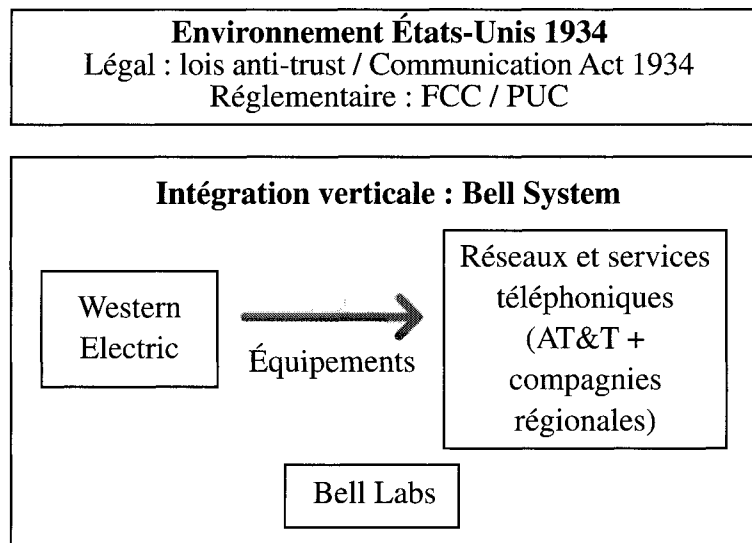 Environnement États-Unis 1934
Légal : lois anti-trust / Communication Act 1934
Réglementaire : FCC / PUC
Intégration verticale : Bell System
Western
Electric
Équipements
Réseaux et services
téléphoniques
(AT&T +
compagnies
régionales)
Bell Labs